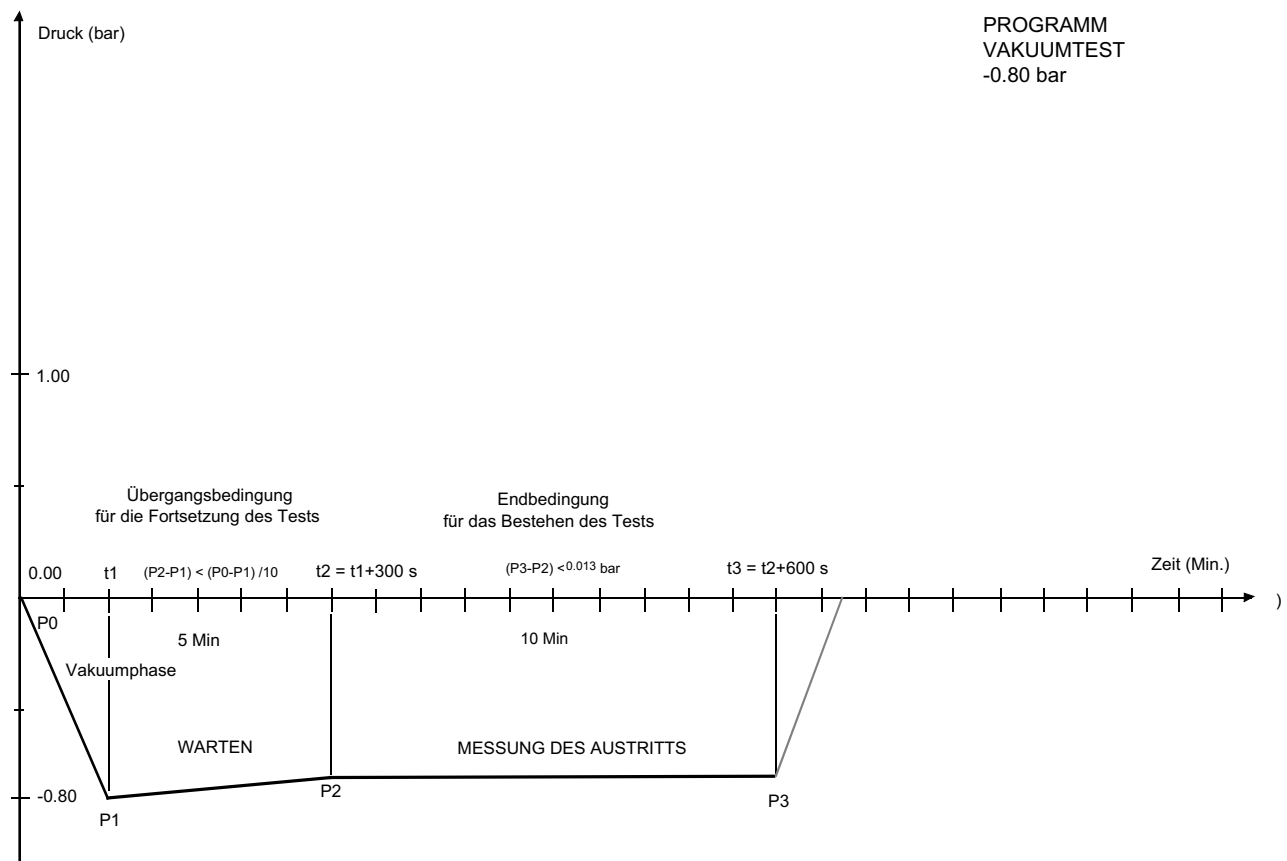 Druck (bar)
PROGRAMM
VAKUUMTEST
-0.80 bar
1.00
Übergangsbedingung
für die Fortsetzung des Tests
Endbedingung
für das Bestehen des Tests
0.00
t1
(P2-P1) < (P0-P1) /10
t2 = t1+300 s
(P3-P2) <0.013 bar
t3 = t2+600 s
Zeit (Min.)
)
P0
5 Min
10 Min
Vakuumphase
WARTEN
MESSUNG DES AUSTRITTS
-0.80
P1
P2
P3